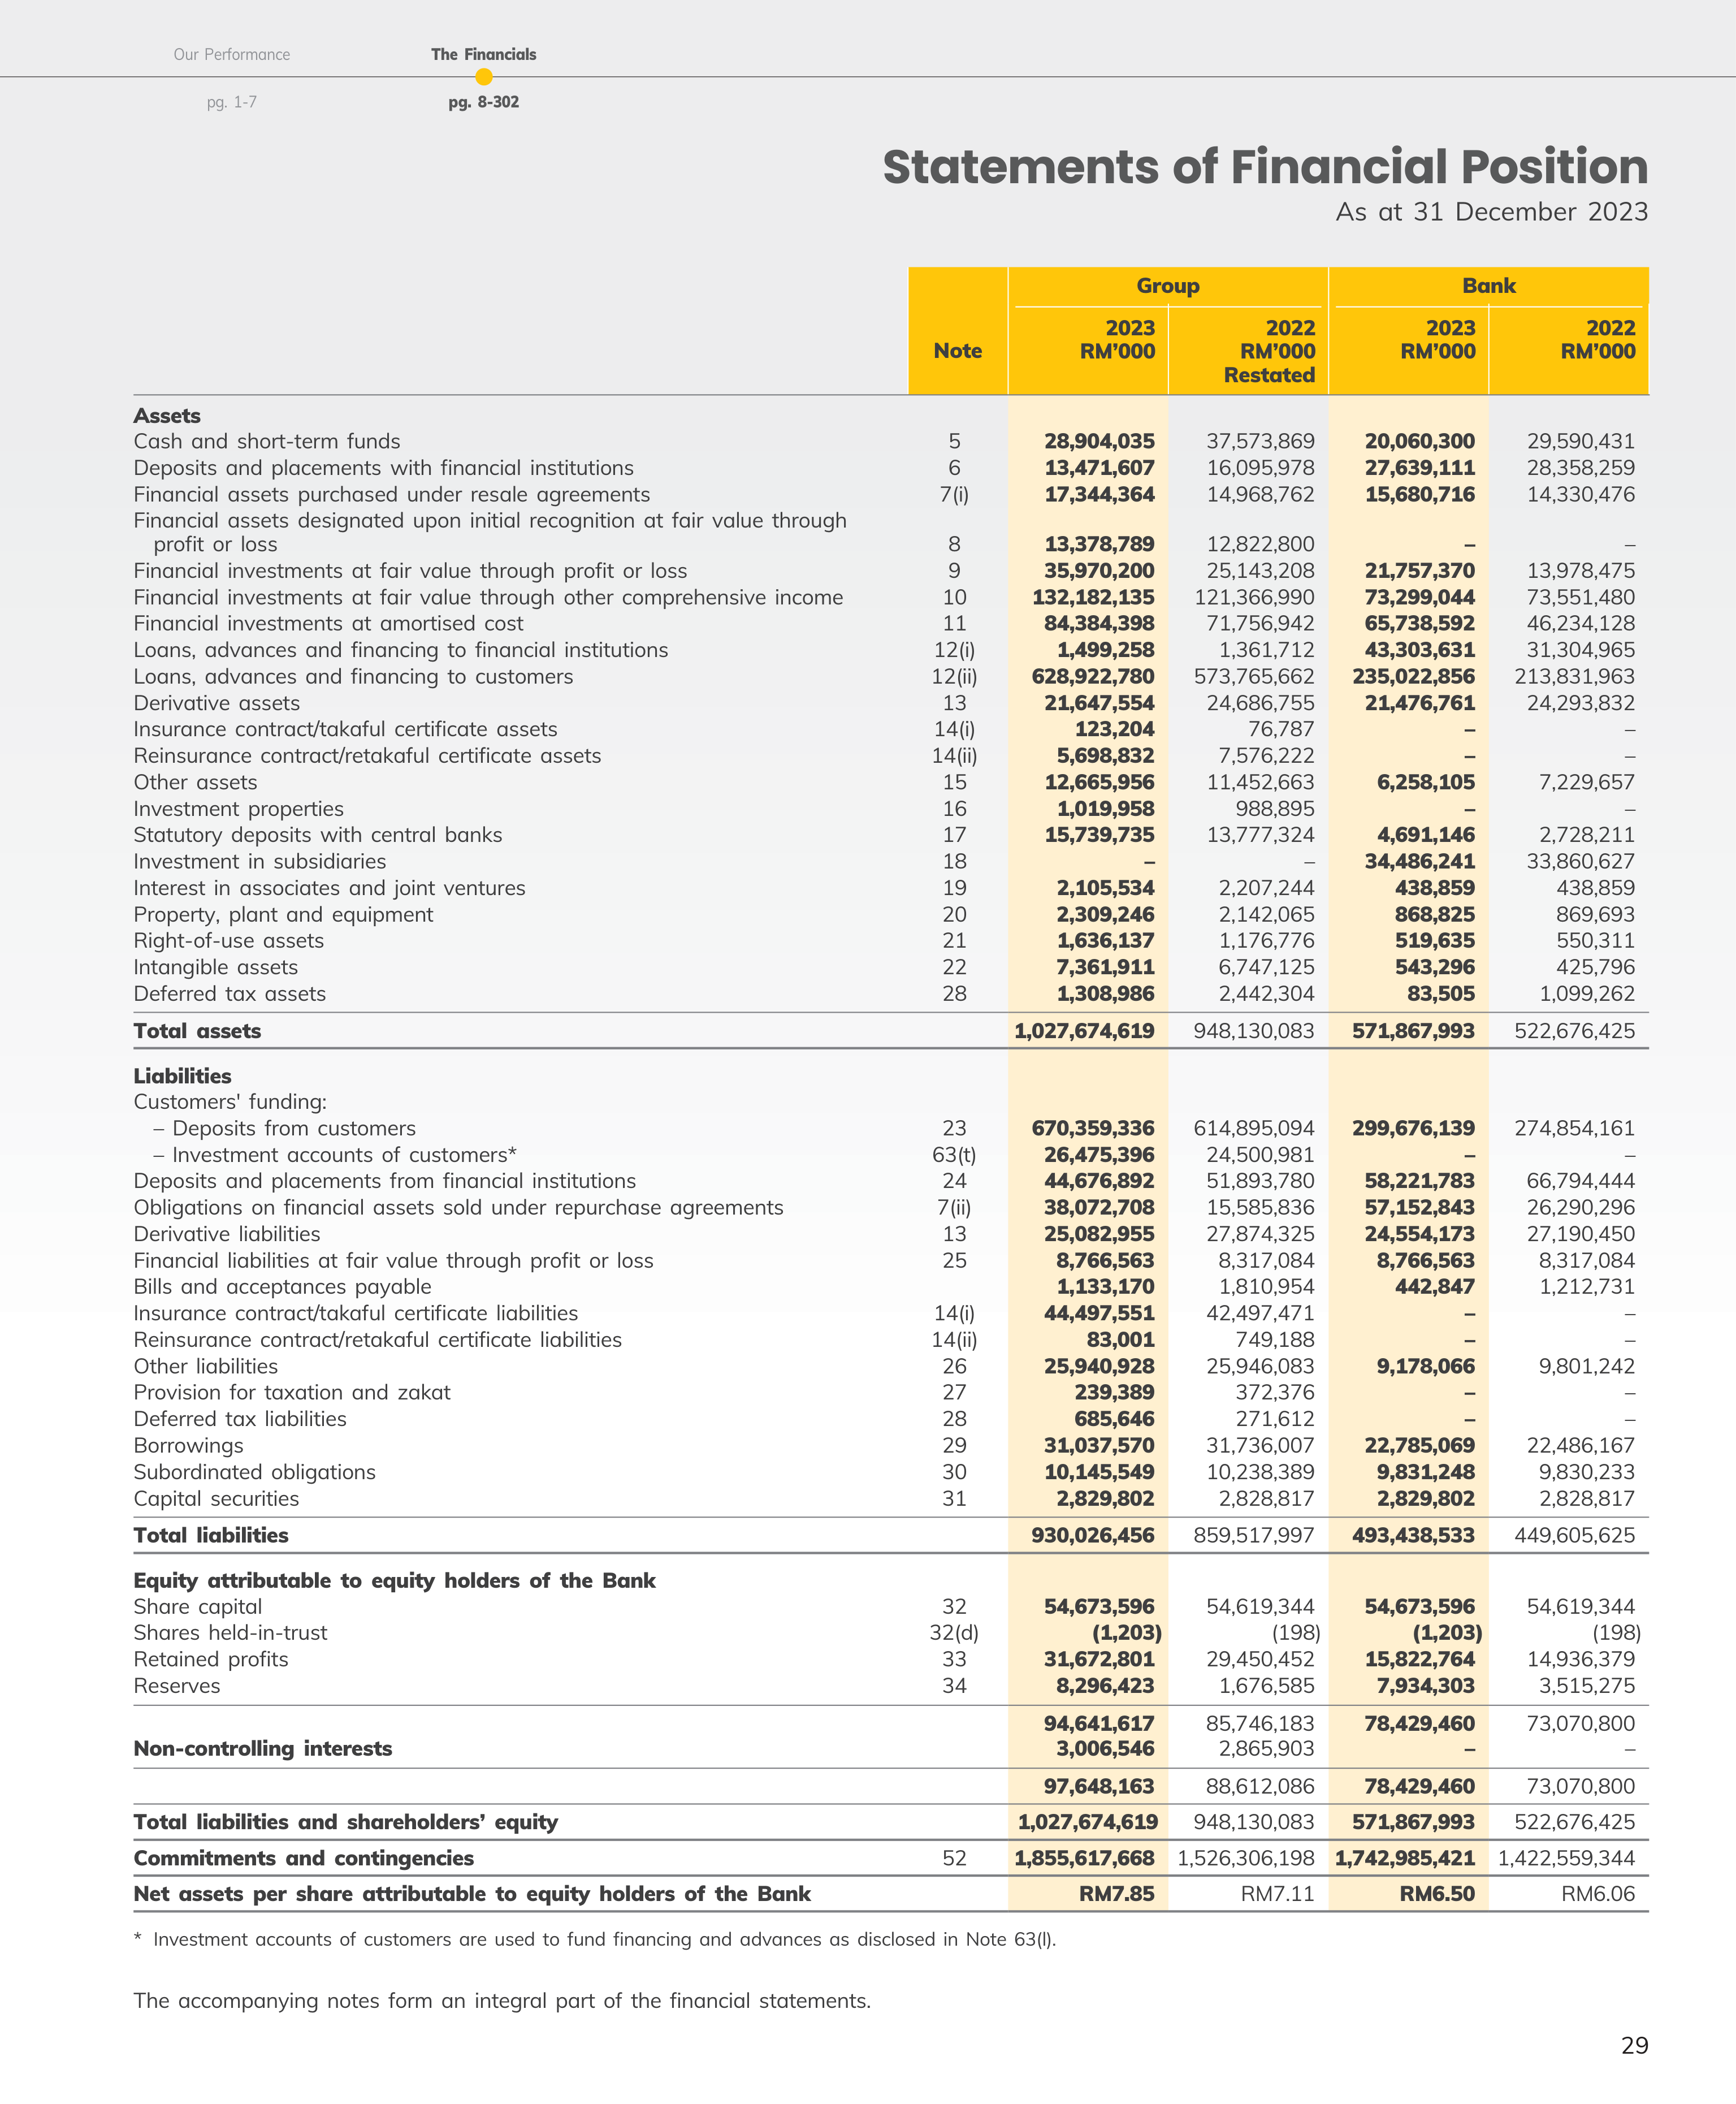 Our Performance The Financials
pg. 1-7 pg. 8-302
Statements of Financial Position
As at 31 December 2023
Group Bank
2023 2022 2023 2022
Note RM’000 RM’000 RM’000 RM’000
Restated
Assets
Cash and short-term funds 5 28,904,035 37,573,869 20,060,300 29,590,431
Deposits and placements with financial institutions 6 13,471,607 16,095,978 27,639,111 28,358,259
Financial assets purchased under resale agreements 7(i) 17,344,364 14,968,762 15,680,716 14,330,476
Financial assets designated upon initial recognition at fair value through
profit or loss 8 13,378,789 12,822,800 – –
Financial investments at fair value through profit or loss 9 35,970,200 25,143,208 21,757,370 13,978,475
Financial investments at fair value through other comprehensive income 10 132,182,135 121,366,990 73,299,044 73,551,480
Financial investments at amortised cost 11 84,384,398 71,756,942 65,738,592 46,234,128
Loans, advances and financing to financial institutions 12(i) 1,499,258 1,361,712 43,303,631 31,304,965
Loans, advances and financing to customers 12(ii) 628,922,780 573,765,662 235,022,856 213,831,963
Derivative assets 13 21,647,554 24,686,755 21,476,761 24,293,832
Insurance contract/takaful certificate assets 14(i) 123,204 76,787 – –
Reinsurance contract/retakaful certificate assets 14(ii) 5,698,832 7,576,222 – –
Other assets 15 12,665,956 11,452,663 6,258,105 7,229,657
Investment properties 16 1,019,958 988,895 – –
Statutory deposits with central banks 17 15,739,735 13,777,324 4,691,146 2,728,211
Investment in subsidiaries 18 – – 34,486,241 33,860,627
Interest in associates and joint ventures 19 2,105,534 2,207,244 438,859 438,859
Property, plant and equipment 20 2,309,246 2,142,065 868,825 869,693
Right-of-use assets 21 1,636,137 1,176,776 519,635 550,311
Intangible assets 22 7,361,911 6,747,125 543,296 425,796
Deferred tax assets 28 1,308,986 2,442,304 83,505 1,099,262
Total assets 1,027,674,619 948,130,083 571,867,993 522,676,425
Liabilities
Customers' funding:
– Deposits from customers 23 670,359,336 614,895,094 299,676,139 274,854,161
– Investment accounts of customers* 63(t) 26,475,396 24,500,981 – –
Deposits and placements from financial institutions 24 44,676,892 51,893,780 58,221,783 66,794,444
Obligations on financial assets sold under repurchase agreements 7(ii) 38,072,708 15,585,836 57,152,843 26,290,296
Derivative liabilities 13 25,082,955 27,874,325 24,554,173 27,190,450
Financial liabilities at fair value through profit or loss 25 8,766,563 8,317,084 8,766,563 8,317,084
Bills and acceptances payable 1,133,170 1,810,954 442,847 1,212,731
Insurance contract/takaful certificate liabilities 14(i) 44,497,551 42,497,471 – –
Reinsurance contract/retakaful certificate liabilities 14(ii) 83,001 749,188 – –
Other liabilities 26 25,940,928 25,946,083 9,178,066 9,801,242
Provision for taxation and zakat 27 239,389 372,376 – –
Deferred tax liabilities 28 685,646 271,612 – –
Borrowings 29 31,037,570 31,736,007 22,785,069 22,486,167
Subordinated obligations 30 10,145,549 10,238,389 9,831,248 9,830,233
Capital securities 31 2,829,802 2,828,817 2,829,802 2,828,817
Total liabilities 930,026,456 859,517,997 493,438,533 449,605,625
Equity attributable to equity holders of the Bank
Share capital 32 54,673,596 54,619,344 54,673,596 54,619,344
Shares held-in-trust 32(d) (1,203) (198) (1,203) (198)
Retained profits 33 31,672,801 29,450,452 15,822,764 14,936,379
Reserves 34 8,296,423 1,676,585 7,934,303 3,515,275
94,641,617 85,746,183 78,429,460 73,070,800
Non-controlling interests 3,006,546 2,865,903 – –
97,648,163 88,612,086 78,429,460 73,070,800
Total liabilities and shareholders’ equity 1,027,674,619 948,130,083 571,867,993 522,676,425
Commitments and contingencies 52 1,855,617,668 1,526,306,198 1,742,985,421 1,422,559,344
Net assets per share attributable to equity holders of the Bank RM7.85 RM7.11 RM6.50 RM6.06
* Investment accounts of customers are used to fund financing and advances as disclosed in Note 63(l).
The accompanying notes form an integral part of the financial statements.
29